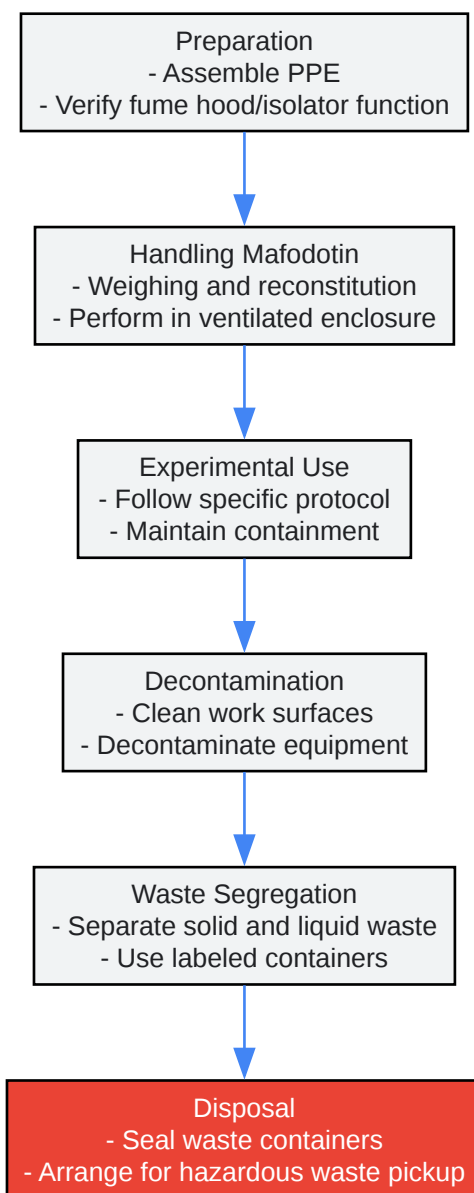 Preparation
- Assemble PPE
- Verify fume hood/isolator function
Handling Mafodotin
- Weighing and reconstitution
- Perform in ventilated enclosure
Experimental Use
- Follow specific protocol
- Maintain containment
Decontamination
- Clean work surfaces
- Decontaminate equipment
Waste Segregation
- Separate solid and liquid waste
- Use labeled containers
Disposal
- Seal waste containers
- Arrange for hazardous waste pickup